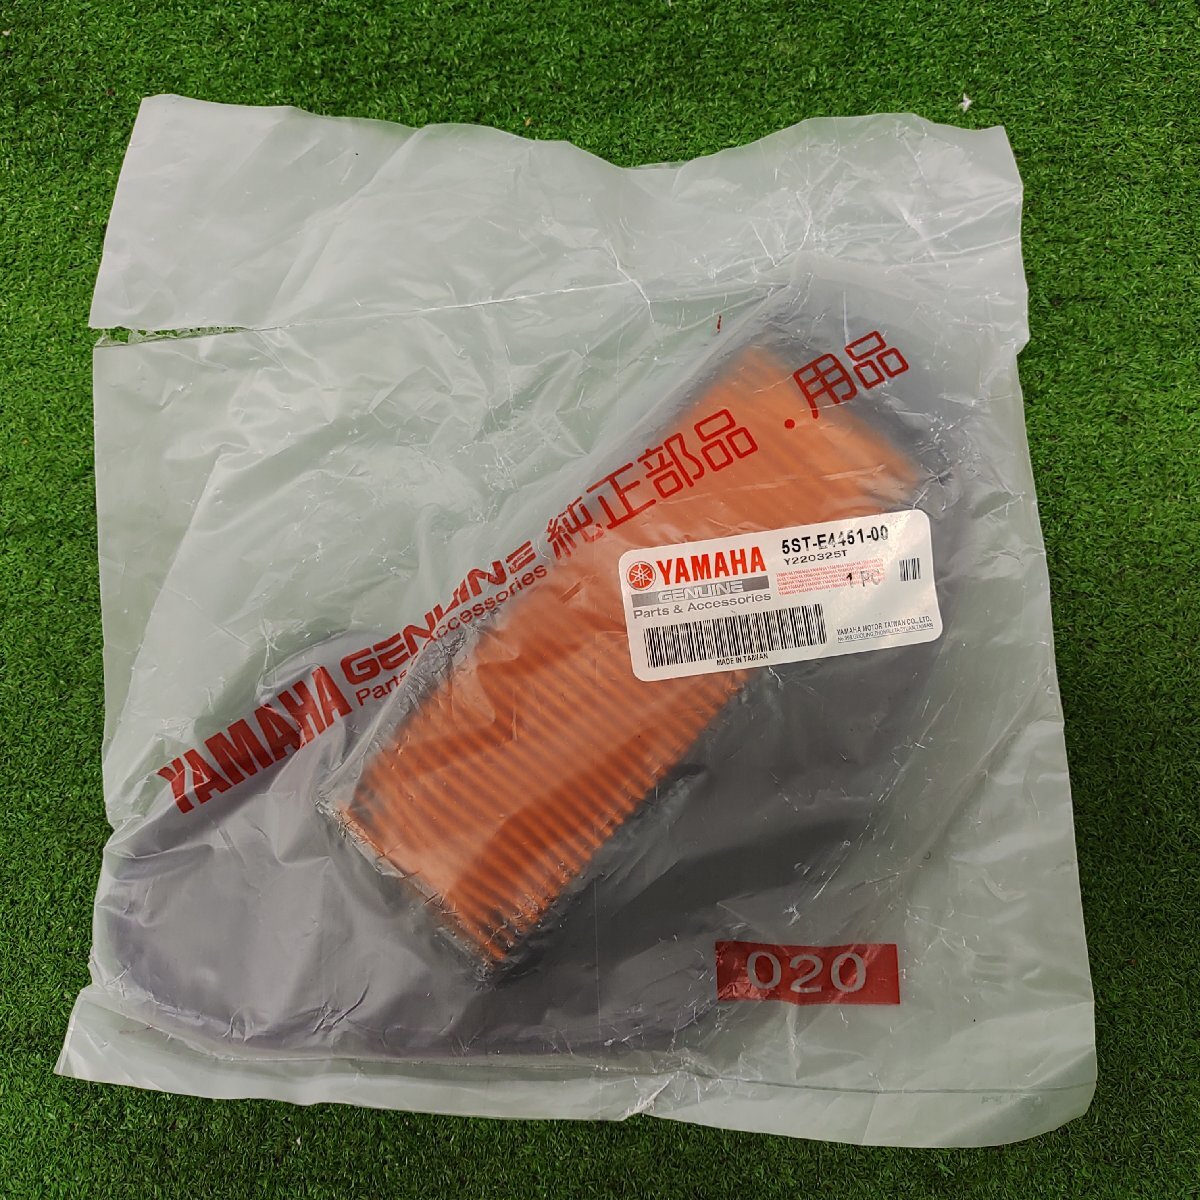 YAMAHA
GENUINE
Parts & Accessories
純正部品.用品
YAMAHA
GENUINE
Parts & Accessories
5ST-E4451-00
Y220325T
1 PC
YAMAHA MOTOR TAIWAN CO.,LTD.
MADE IN TAIWAN
020